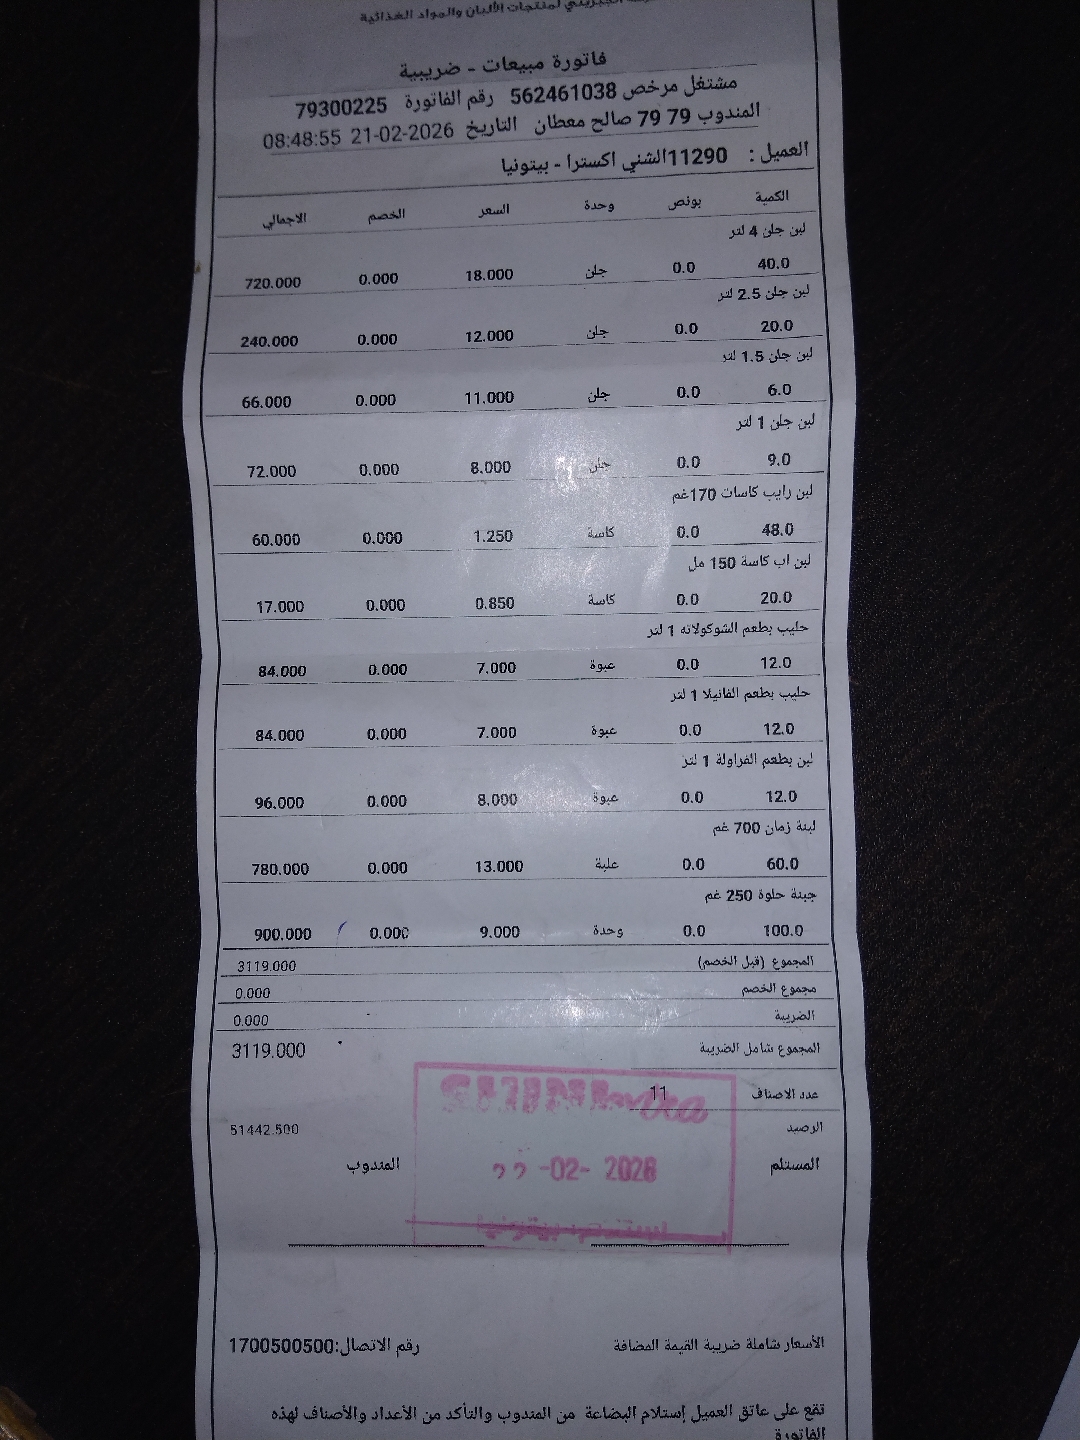 لمنتجات الألبان والمواد الغذائية
فاتورة مبيعات - ضريبية
مشتغل مرخص 562461038 رقم الفاتورة 79300225
المندوب 79 79 صالح معطان التاريخ 21-02-2026 08:48:55
العميل : 11290الشني اكسترا - بيتونيا
الكمية بونص وحدة السعر الخصم الاجمالي
لبن جلن 4 لتر
40.0 0.0 جلن 18.000 0.000 720.000
لبن جلن 2.5 لتر
20.0 0.0 جلن 12.000 0.000 240.000
لبن جلن 1.5 لتر
6.0 0.0 جلن 11.000 0.000 66.000
لبن جلن 1 لتر
9.0 0.0 جلن 8.000 0.000 72.000
لبن رايب كاسات 170غم
48.0 0.0 كاسة 1.250 0.000 60.000
لبن اب كاسة 150 مل
20.0 0.0 كاسة 0.850 0.000 17.000
حليب بطعم الشوكولاته 1 لتر
12.0 0.0 عبوة 7.000 0.000 84.000
حليب بطعم الفانيلا 1 لتر
12.0 0.0 عبوة 7.000 0.000 84.000
لبن بطعم الفراولة 1 لتر
12.0 0.0 عبوة 8.000 0.000 96.000
لبنة زمان 700 غم
60.0 0.0 علبة 13.000 0.000 780.000
جبنة حلوة 250 غم
100.0 0.0 وحدة 9.000 0.000 900.000
المجموع (قبل الخصم) 3119.000
مجموع الخصم 0.000
الضريبة 0.000
المجموع شامل الضريبة 3119.000
عدد الاصناف 11
الرصيد 51442.500
المستلم المندوب
22 -02- 2026
الأسعار شاملة ضريبة القيمة المضافة رقم الاتصال:1700500500
تقع على عاتق العميل إستلام البضاعة من المندوب والتأكد من الأعداد والأصناف لهذه
الفاتورة